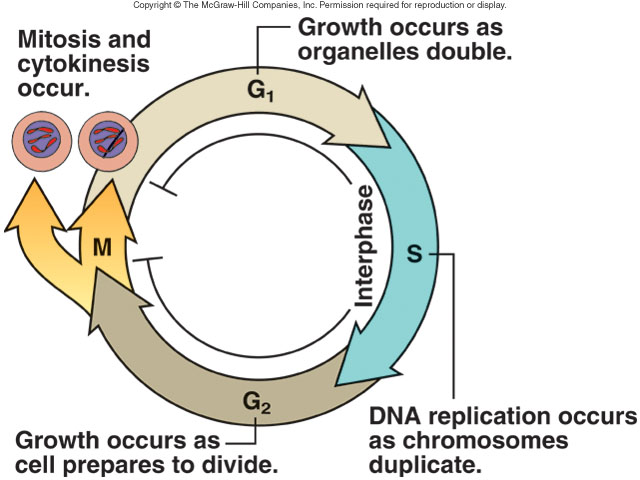 Copyright © The McGraw-Hill Companies, Inc. Permission required for reproduction or display.
Mitosis and
cytokinesis
occur.
Growth occurs as
organelles double.
G₁
Interphase
M
S
G₂
Growth occurs as
cell prepares to divide.
DNA replication occurs
as chromosomes
duplicate.